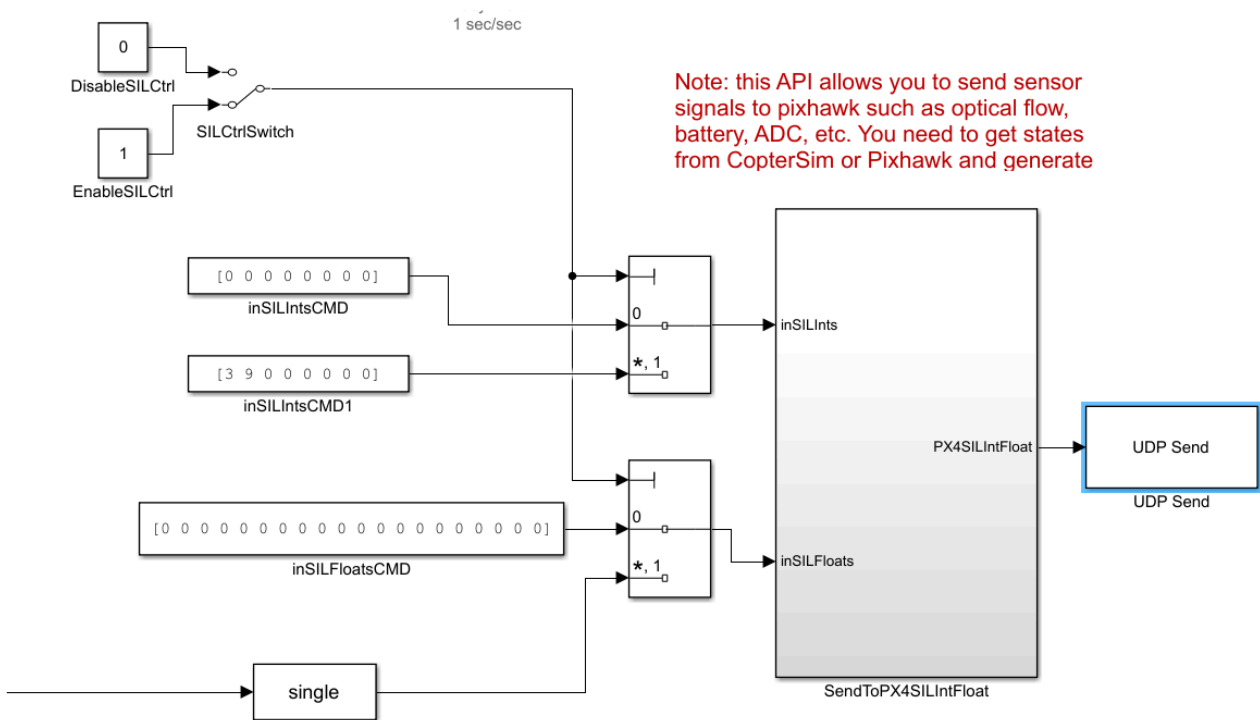 1 sec/sec
0
DisableSILCtrl
SILCtrlSwitch
1
EnableSILCtrl
Note: this API allows you to send sensor
signals to pixhawk such as optical flow,
battery, ADC, etc. You need to get states
from CopterSim or Pixhawk and generate
[0 0 0 0 0 0 0 0]
inSILIntsCMD
[3 9 0 0 0 0 0 0]
inSILIntsCMD1
0
*, 1
inSILInts
PX4SILIntFloat
UDP Send
UDP Send
[0 0 0 0 0 0 0 0 0 0 0 0 0 0 0 0 0 0 0 0]
inSILFloatsCMD
0
*, 1
inSILFloats
single
SendToPX4SILIntFloat